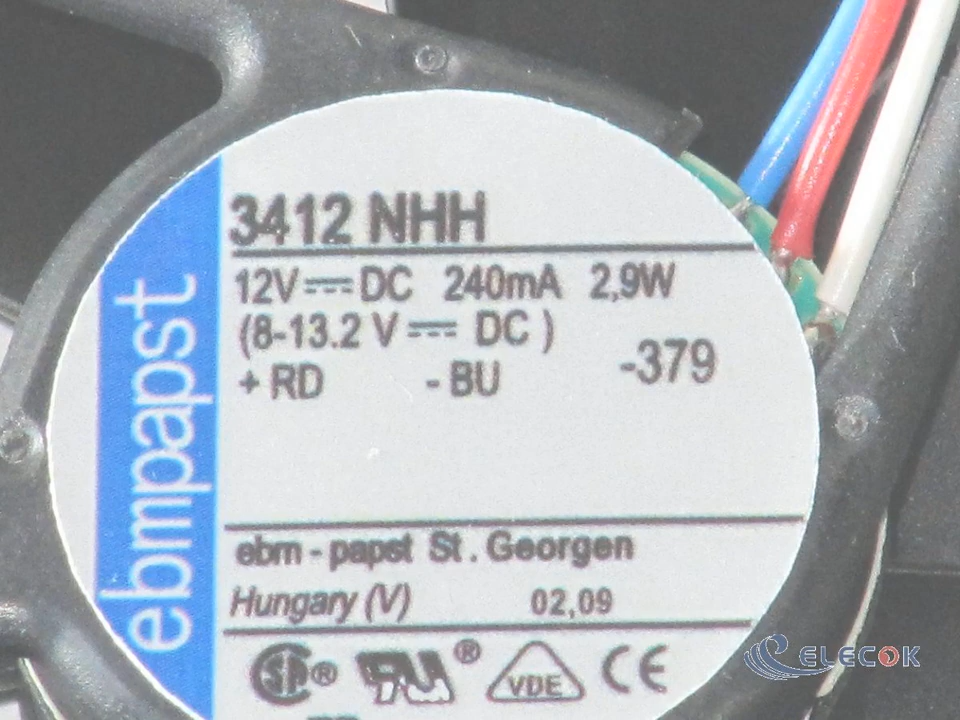 ebmpapst
3412 NHH
12V⎓DC 240mA 2,9W
(8-13.2 V⎓ DC)
+ RD - BU -379
ebm - papst St. Georgen
Hungary (V) 02,09
VDE CE
ELECOK